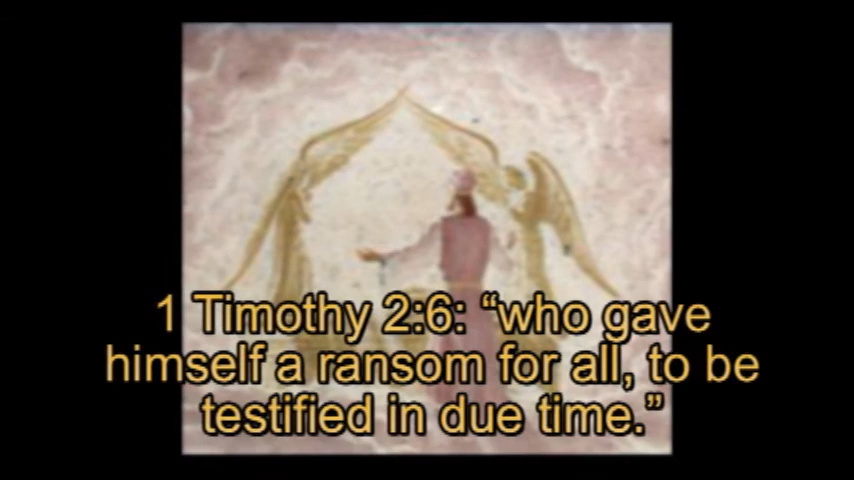 1 Timothy 2:6: “who gave
himself a ransom for all, to be
testified in due time.”